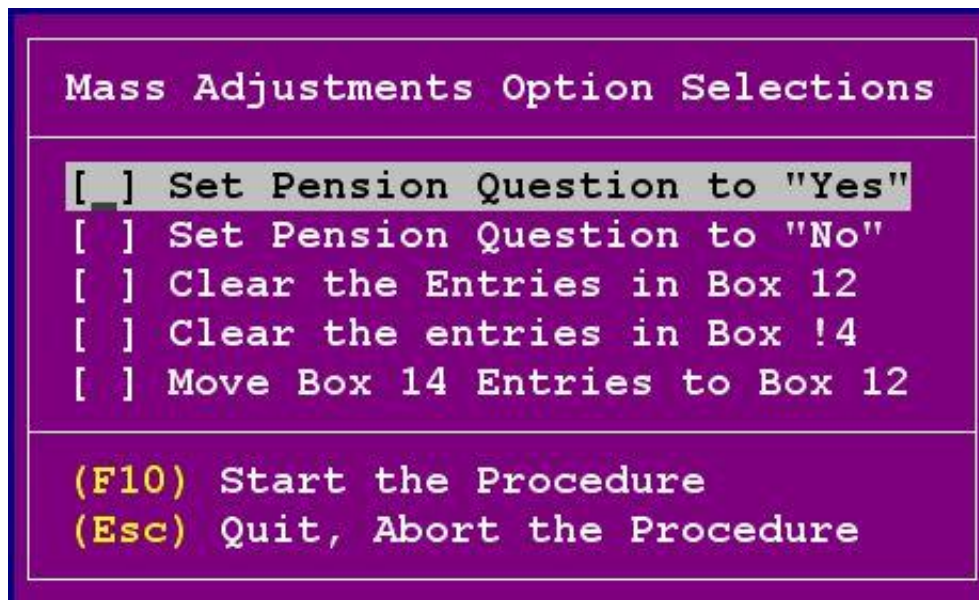 Mass Adjustments Option Selections
[_] Set Pension Question to "Yes"
[ ] Set Pension Question to "No"
[ ] Clear the Entries in Box 12
[ ] Clear the entries in Box !4
[ ] Move Box 14 Entries to Box 12
(F10) Start the Procedure
(Esc) Quit, Abort the Procedure